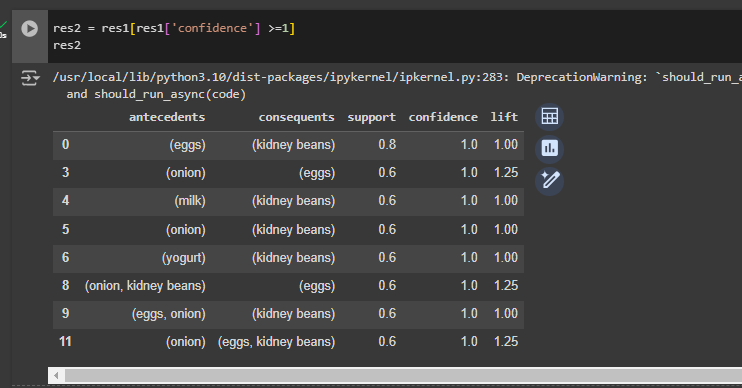 res2 = res1[res1['confidence'] >=1]
res2
/usr/local/lib/python3.10/dist-packages/ipykernel/ipkernel.py:283: DeprecationWarning: `should_run_a
and should_run_async(code)
antecedents consequents support confidence lift
0 (eggs) (kidney beans) 0.8 1.0 1.00
3 (onion) (eggs) 0.6 1.0 1.25
4 (milk) (kidney beans) 0.6 1.0 1.00
5 (onion) (kidney beans) 0.6 1.0 1.00
6 (yogurt) (kidney beans) 0.6 1.0 1.00
8 (onion, kidney beans) (eggs) 0.6 1.0 1.25
9 (eggs, onion) (kidney beans) 0.6 1.0 1.00
11 (onion) (eggs, kidney beans) 0.6 1.0 1.25